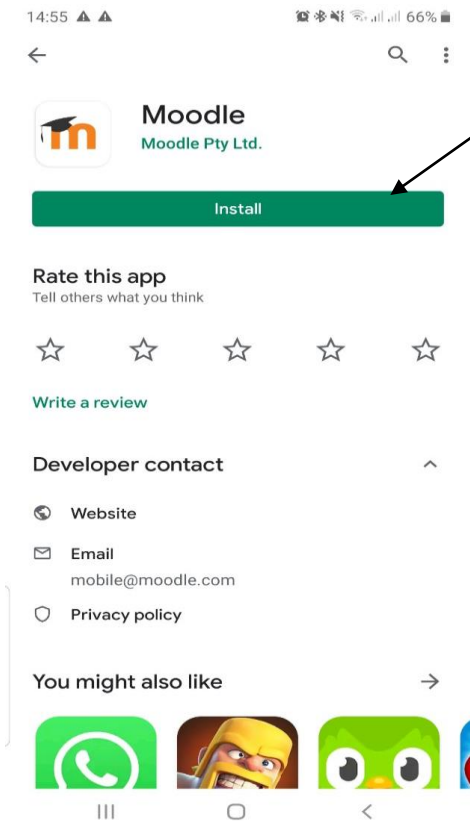 14:55 66%
Moodle
Moodle Pty Ltd.
Install
Rate this app
Tell others what you think
Write a review
Developer contact
Website
Email
mobile@moodle.com
Privacy policy
You might also like